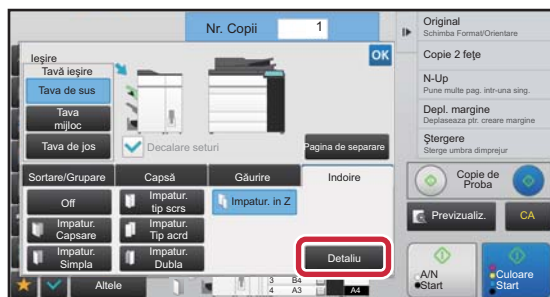 Nr. Copii
1
Original
Schimba Format/Orientare
Copie 2 feţe
N-Up
Pune multe pag. intr-una sing.
Depl. margine
Deplaseaza ptr. creare margine
Ştergere
Sterge umbra dimprejur
Copie de
Proba
Previzualiz.
CA
A/N
Start
Culoare
Start
Ieşire
OK
Tavă ieşire
Tava de sus
Tava
mijloc
Tava de jos
Decalare seturi
Pagina de separare
Sortare/Grupare
Capsă
Găurire
Indoire
Off
Impatur.
tip scrs
Impatur. in Z
Impatur.
Capsare
Impatur.
Tip acrd
Impatur.
Simpla
Impatur.
Dubla
Detaliu
Altele
3 B4
4 A3
A4